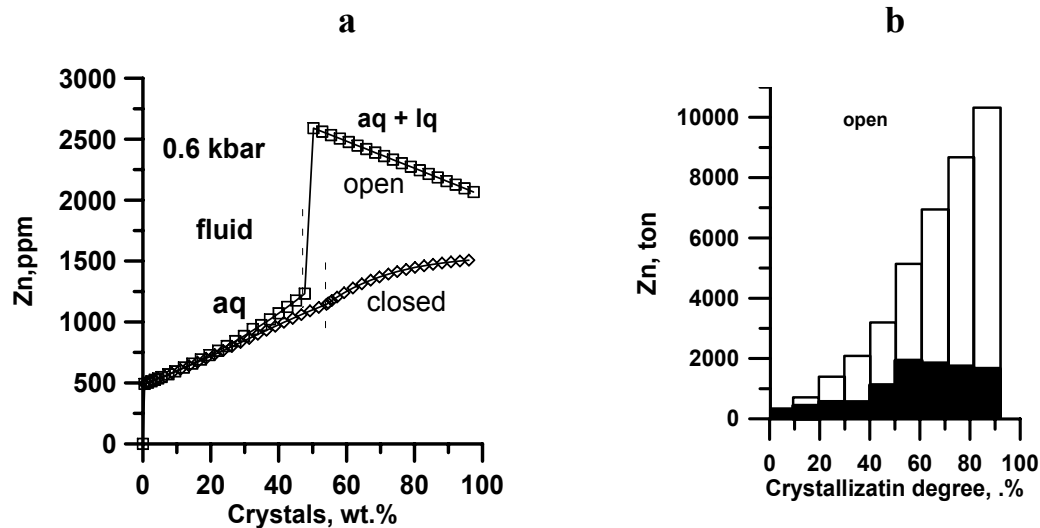 a
3000
2500
2000
1500
1000
500
0
Zn,ppm
0.6 kbar
aq + lq
open
fluid
aq
closed
0 20 40 60 80 100
Crystals, wt.%
b
10000
8000
6000
4000
2000
0
Zn, ton
open
0 20 40 60 80 100
Crystallizatin degree, .%